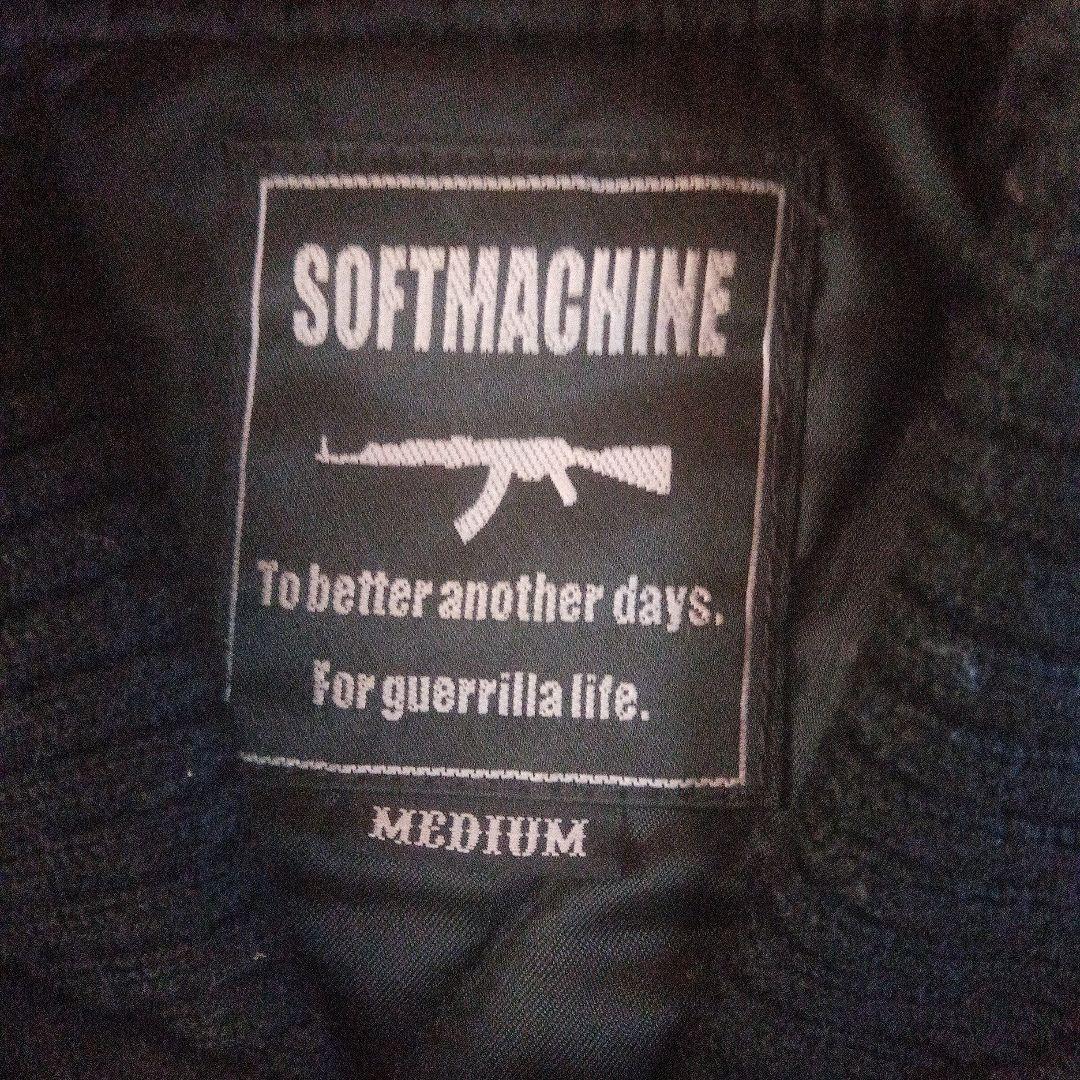 SOFTMACHINE
To better another days.
For guerrilla life.
MEDIUM